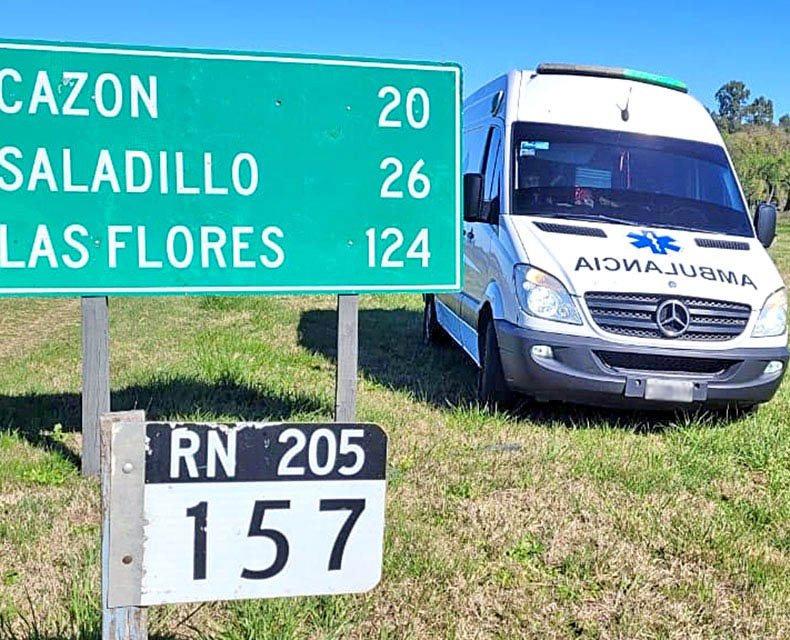 CAZON 20
SALADILLO 26
LAS FLORES 124
AMBULANCIA
RN 205
157